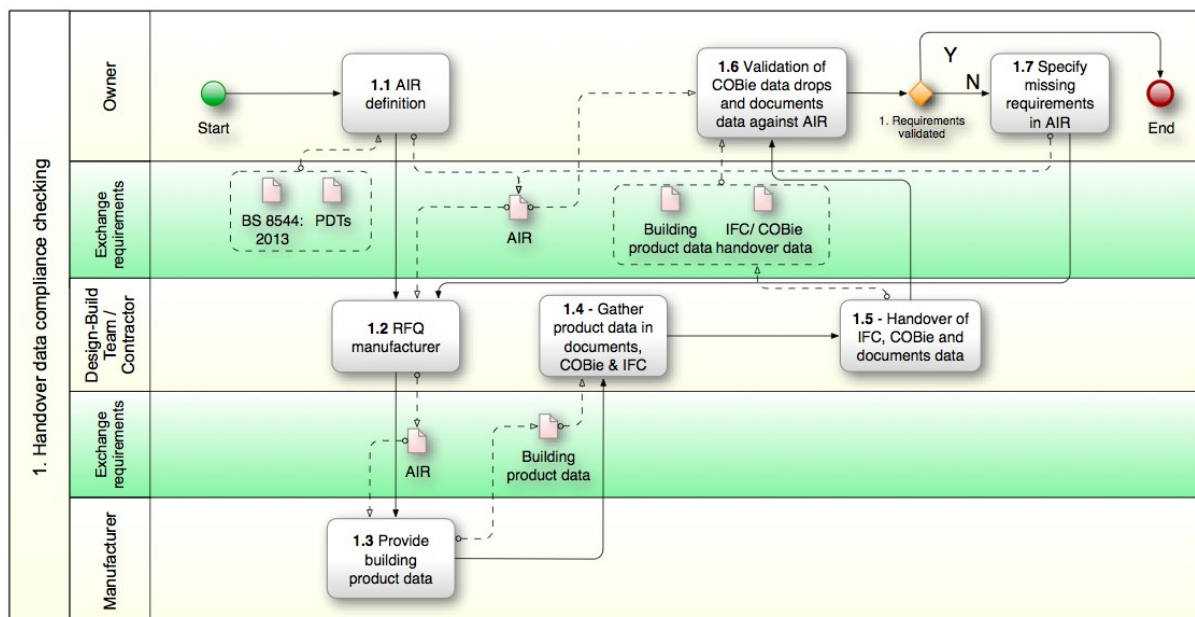 1. Handover data compliance checking
Owner
Start
1.1 AIR
definition
1.6 Validation of
COBie data drops
and documents
data against AIR
Y
N
1. Requirements
validated
1.7 Specify
missing
requirements
in AIR
End
Exchange
requirements
BS 8544:
2013
PDTs
AIR
Building
product data
IFC/ COBie
handover data
Design-Build
Team /
Contractor
1.2 RFQ
manufacturer
1.4 - Gather
product data in
documents,
COBie & IFC
1.5 - Handover of
IFC, COBie and
documents data
Exchange
requirements
AIR
Building
product data
Manufacturer
1.3 Provide
building
product data